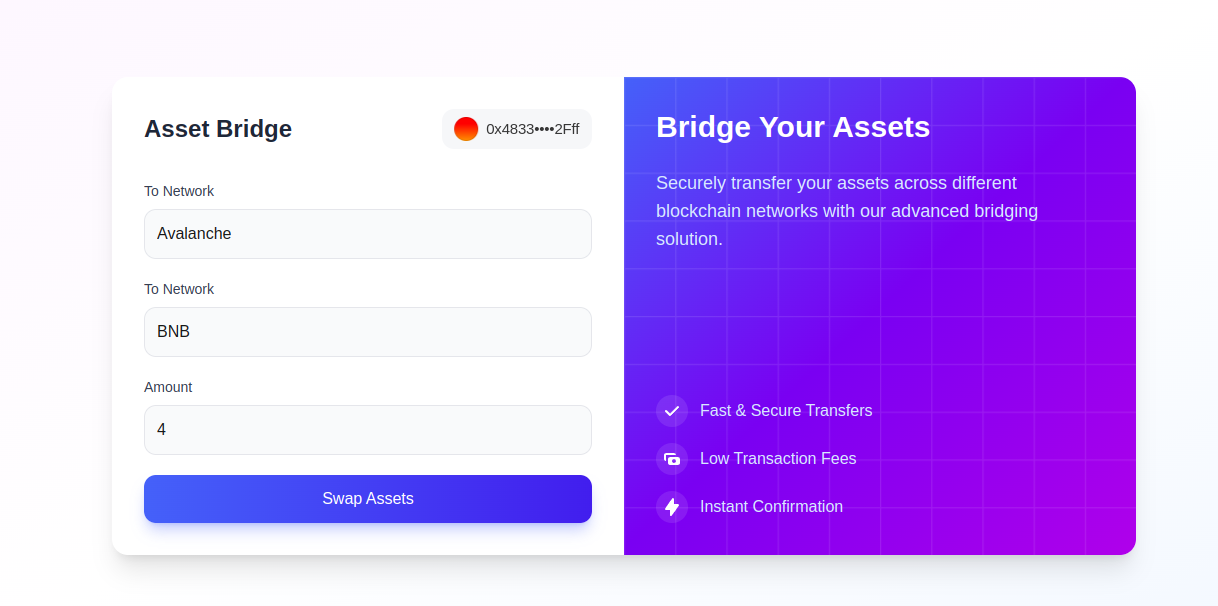 Asset Bridge
0x4833••••2Fff
To Network
Avalanche
To Network
BNB
Amount
4
Swap Assets
Bridge Your Assets
Securely transfer your assets across different
blockchain networks with our advanced bridging
solution.
Fast & Secure Transfers
Low Transaction Fees
Instant Confirmation